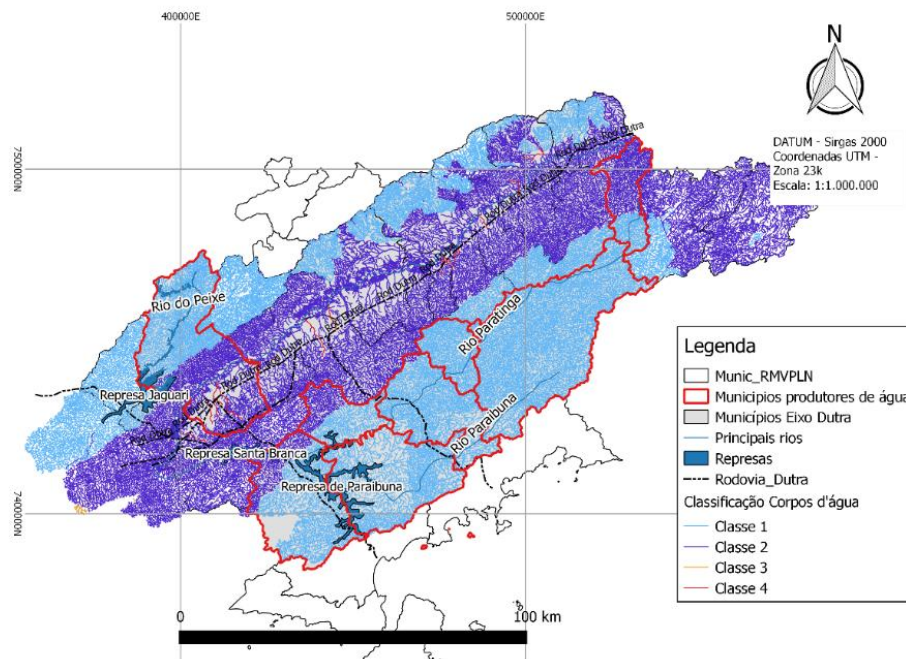 400000E
500000E
N
DATUM - Sirgas 2000
Coordenadas UTM -
Zona 23k
Escala: 1:1.000.000
7500000N
7400000N
Rod Dutra
Rio do Peixe
Rio Paratinga
Represa Jaguari
Rio Paraibuna
Represa Santa Branca
Represa de Paraibuna
Legenda
Munic_RMVPLN
Municípios produtores de água
Municípios Eixo Dutra
Principais rios
Represas
Rodovia_Dutra
Classificação Corpos d'água
Classe 1
Classe 2
Classe 3
Classe 4
0
100 km